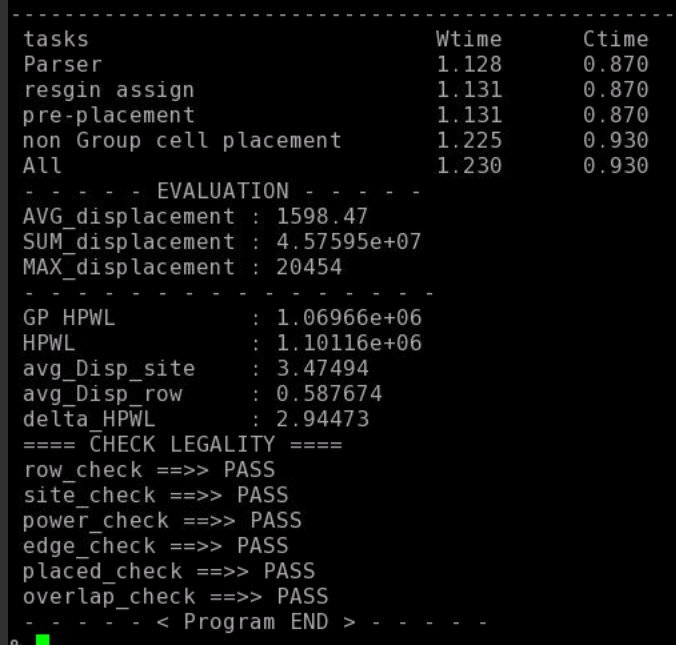 - - - - - - - - - - - - - - - - - - - - - - - - - - - - - - - - - - - - - - - - - - - - - - - - -
tasks Wtime Ctime
Parser 1.128 0.870
resgin assign 1.131 0.870
pre-placement 1.131 0.870
non Group cell placement 1.225 0.930
All 1.230 0.930
- - - - - EVALUATION - - - - -
AVG_displacement : 1598.47
SUM_displacement : 4.57595e+07
MAX_displacement : 20454
- - - - - - - - - - - - - - - -
GP HPWL : 1.06966e+06
HPWL : 1.10116e+06
avg_Disp_site : 3.47494
avg_Disp_row : 0.587674
delta_HPWL : 2.94473
==== CHECK LEGALITY ====
row_check ==>> PASS
site_check ==>> PASS
power_check ==>> PASS
edge_check ==>> PASS
placed_check ==>> PASS
overlap_check ==>> PASS
- - - - - < Program END > - - - - -
%